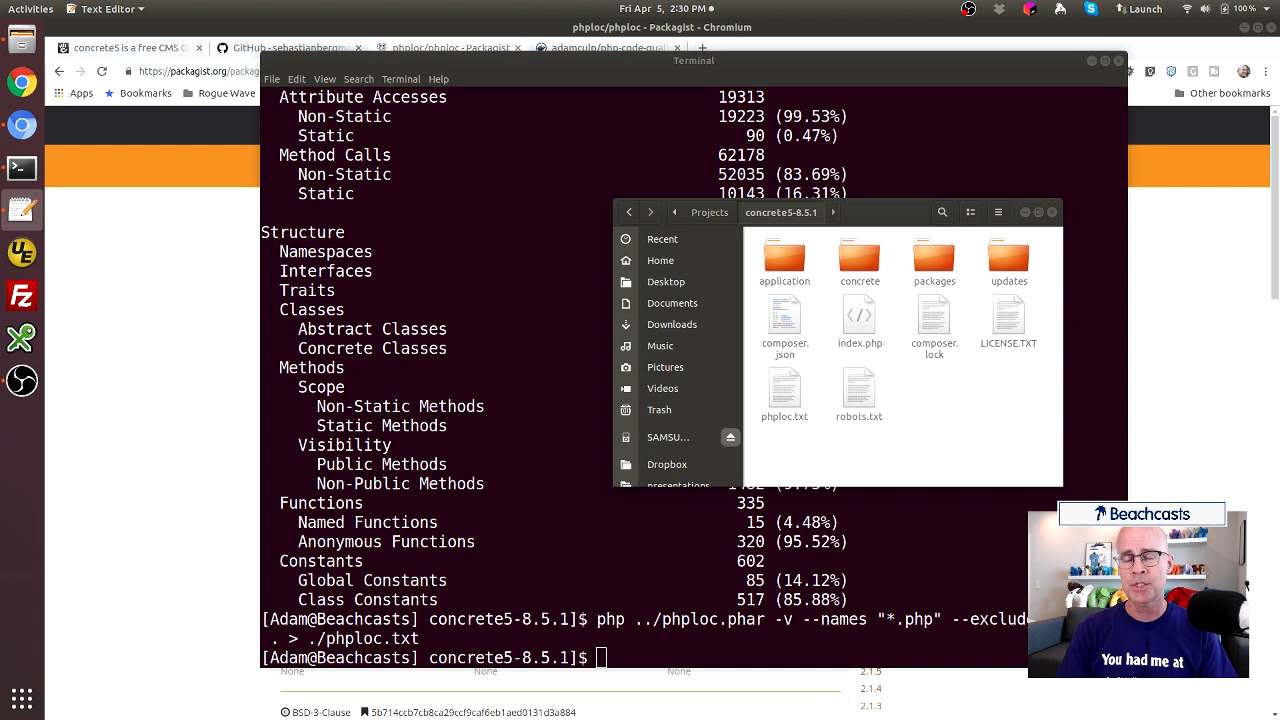 Activities
Text Editor
Fri Apr 5, 2:30 PM
Launch
100%
phploc/phploc - Packagist - Chromium
concrete5 is a free CMS O
GitHub - sebastianbergm
phploc/phploc - Packagist
adamculp/php-code-qual
https://packagist.org/packag
Apps
Bookmarks
Rogue Wave
Other bookmarks
Terminal
File Edit View Search Terminal Help
Attribute Accesses 19313
Non-Static 19223 (99.53%)
Static 90 (0.47%)
Method Calls 62178
Non-Static 52035 (83.69%)
Static 10143 (16.31%)
Structure
Namespaces
Interfaces
Traits
Classes
Abstract Classes
Concrete Classes
Methods
Scope
Non-Static Methods
Static Methods
Visibility
Public Methods
Non-Public Methods
Functions 335
Named Functions 15 (4.48%)
Anonymous Functions 320 (95.52%)
Constants 602
Global Constants 85 (14.12%)
Class Constants 517 (85.88%)
[Adam@Beachcasts] concrete5-8.5.1]$ php ../phploc.phar -v --names "*.php" --exclud
. > ./phploc.txt
[Adam@Beachcasts] concrete5-8.5.1]$
Projects
concrete5-8.5.1
Recent
Home
Desktop
Documents
Downloads
Music
Pictures
Videos
Trash
SAMSU...
Dropbox
presentations
application
concrete
packages
updates
composer.
json
index.php
composer.
lock
LICENSE.TXT
phploc.txt
robots.txt
Beachcasts
You had me at
None
None
None
2.1.5
2.1.4
2.1.3
BSD-3-Clause
5b714ccb7cb8ca29ccf9caf6eb1aed0131d3a884